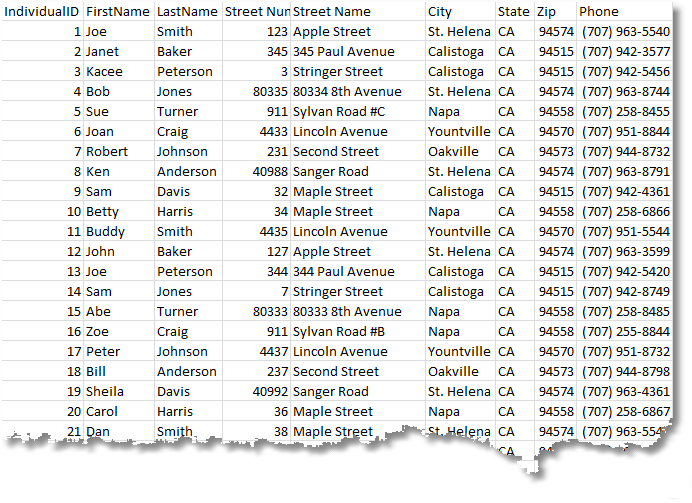 IndividualID FirstName LastName Street Num Street Name City State Zip Phone
1 Joe Smith 123 Apple Street St. Helena CA 94574 (707) 963-5540
2 Janet Baker 345 345 Paul Avenue Calistoga CA 94515 (707) 942-3577
3 Kacee Peterson 3 Stringer Street Calistoga CA 94515 (707) 942-5456
4 Bob Jones 80335 80334 8th Avenue St. Helena CA 94574 (707) 963-8744
5 Sue Turner 911 Sylvan Road #C Napa CA 94558 (707) 258-8455
6 Joan Craig 4433 Lincoln Avenue Yountville CA 94570 (707) 951-8844
7 Robert Johnson 231 Second Street Oakville CA 94573 (707) 944-8732
8 Ken Anderson 40988 Sanger Road St. Helena CA 94574 (707) 963-8791
9 Sam Davis 32 Maple Street Calistoga CA 94515 (707) 942-4361
10 Betty Harris 34 Maple Street Napa CA 94558 (707) 258-6866
11 Buddy Smith 4435 Lincoln Avenue Yountville CA 94570 (707) 951-5544
12 John Baker 127 Apple Street St. Helena CA 94574 (707) 963-3599
13 Joe Peterson 344 344 Paul Avenue Calistoga CA 94515 (707) 942-5420
14 Sam Jones 7 Stringer Street Calistoga CA 94515 (707) 942-8749
15 Abe Turner 80333 80333 8th Avenue Napa CA 94558 (707) 258-8485
16 Zoe Craig 911 Sylvan Road #B Napa CA 94558 (707) 255-8844
17 Peter Johnson 4437 Lincoln Avenue Yountville CA 94570 (707) 951-8732
18 Bill Anderson 237 Second Street Oakville CA 94573 (707) 944-8798
19 Sheila Davis 40992 Sanger Road St. Helena CA 94574 (707) 963-4361
20 Carol Harris 36 Maple Street Napa CA 94558 (707) 258-6867
21 Dan Smith 38 Maple Street St. Helena CA 94574 (707) 963-554
CA